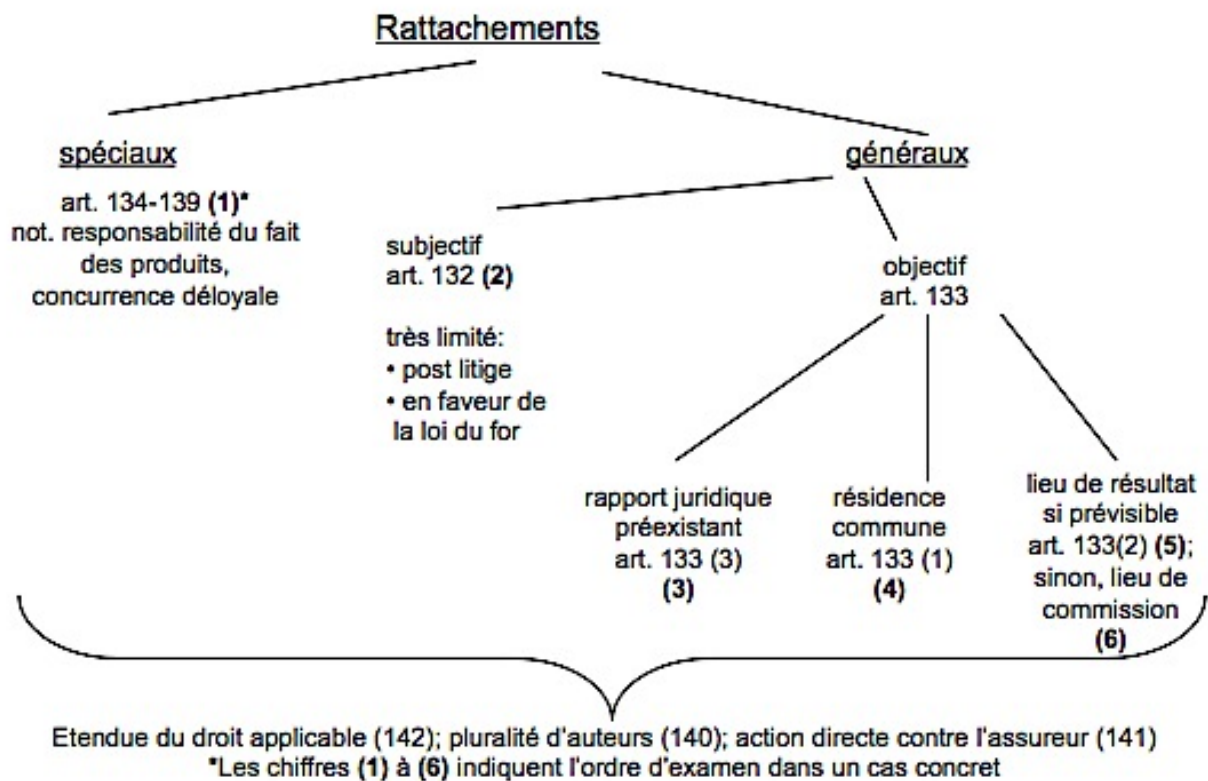 Rattachements
spéciaux
art. 134-139 (1)*
not. responsabilité du fait
des produits,
concurrence déloyale
généraux
subjectif
art. 132 (2)
très limité:
• post litige
• en faveur de
la loi du for
objectif
art. 133
rapport juridique
préexistant
art. 133 (3)
(3)
résidence
commune
art. 133 (1)
(4)
lieu de résultat
si prévisible
art. 133(2) (5);
sinon, lieu de
commission
(6)
Etendue du droit applicable (142); pluralité d'auteurs (140); action directe contre l'assureur (141)
*Les chiffres (1) à (6) indiquent l'ordre d'examen dans un cas concret